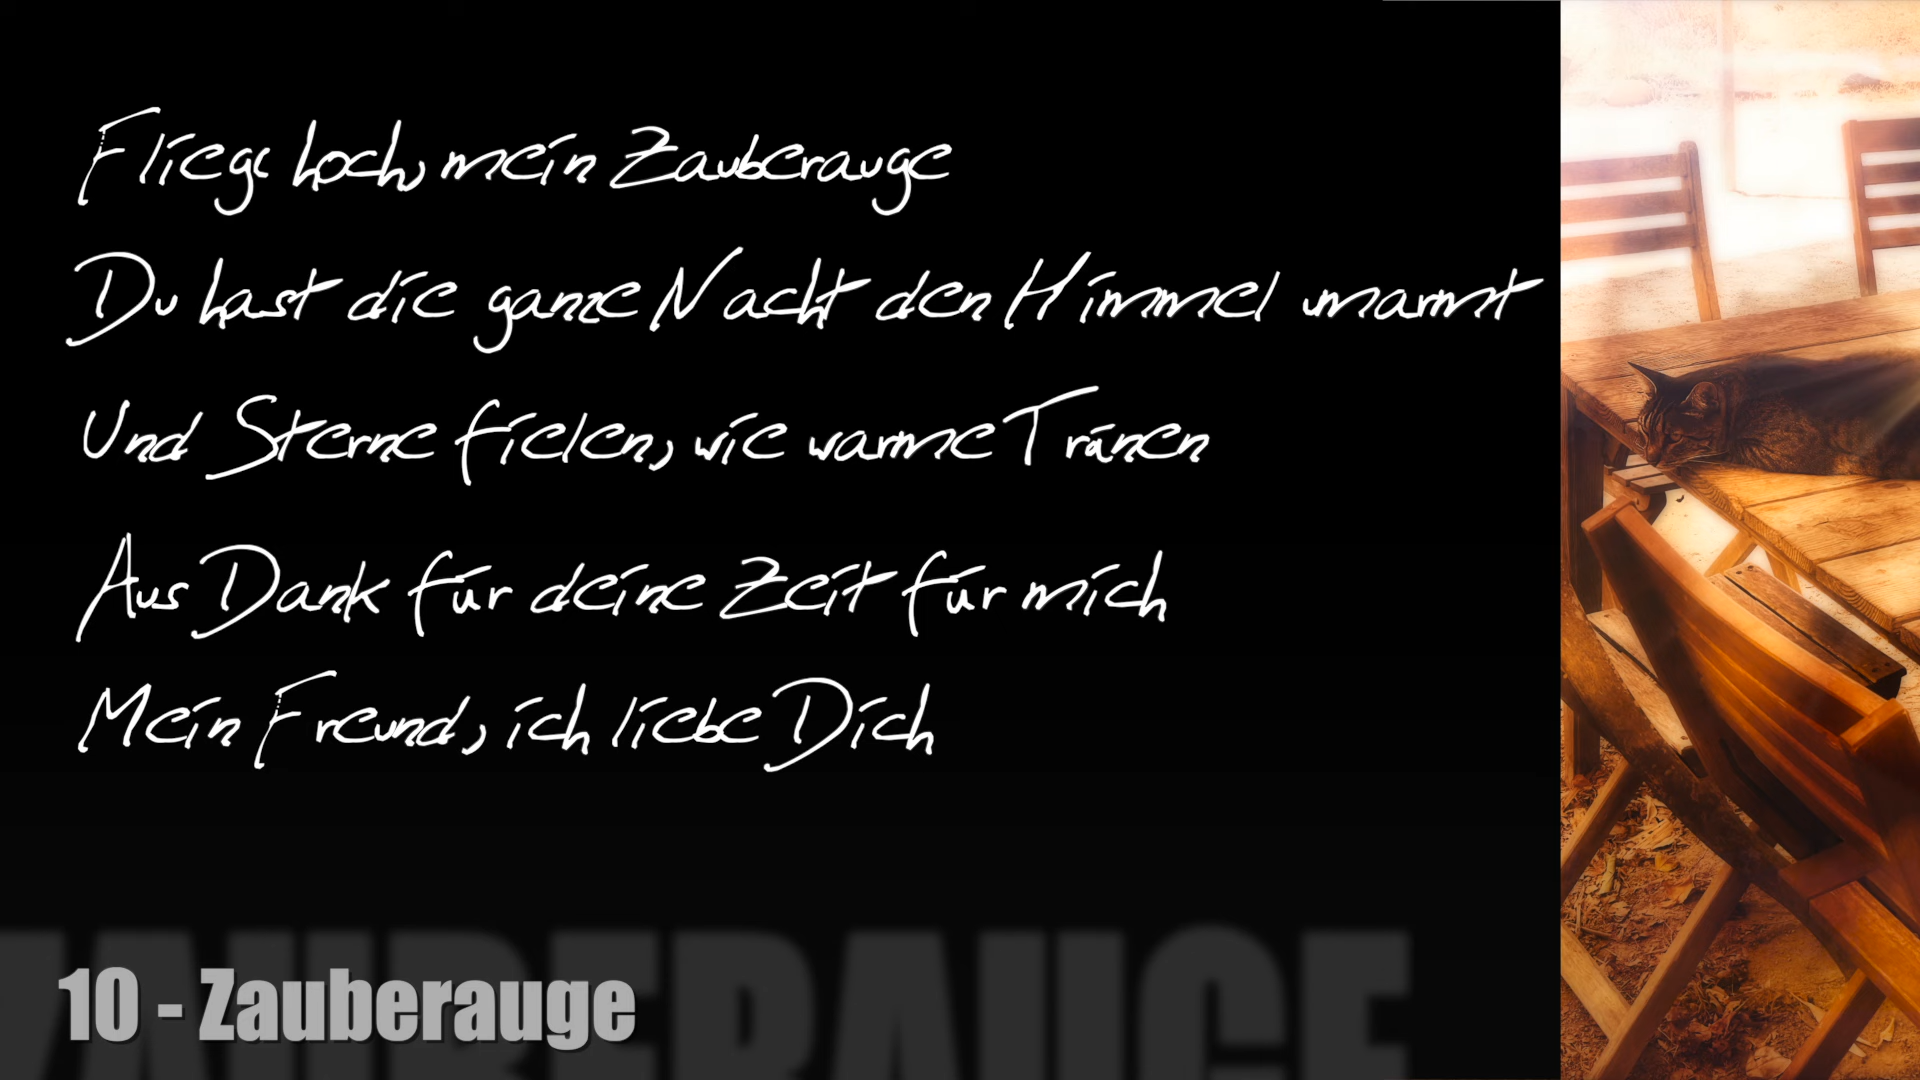 Fliege hoch, mein Zauberauge
Du hast die ganze Nacht den Himmel umarmt
Und Sterne fielen, wie warme Tränen
Aus Dank für deine Zeit für mich
Mein Freund, ich liebe Dich
ZAUBERAUGE
10 - Zauberauge